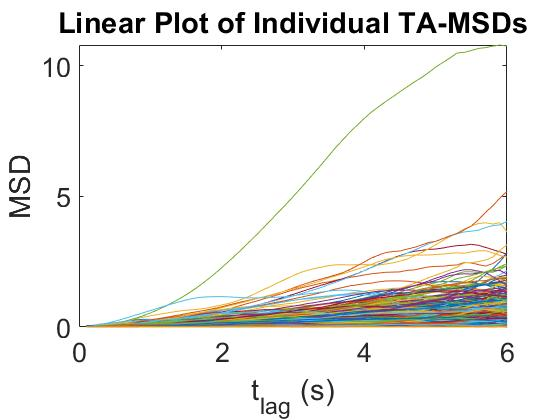 Linear Plot of Individual TA-MSDs
10
5
0
MSD
0 2 4 6
t_lag (s)